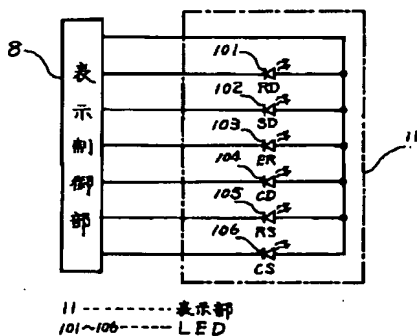 8
表示制御部
101
RD
102
SD
103
ER
104
CD
105
RS
106
CS
11
11 ---------- 表示部
101~106 ------ LED